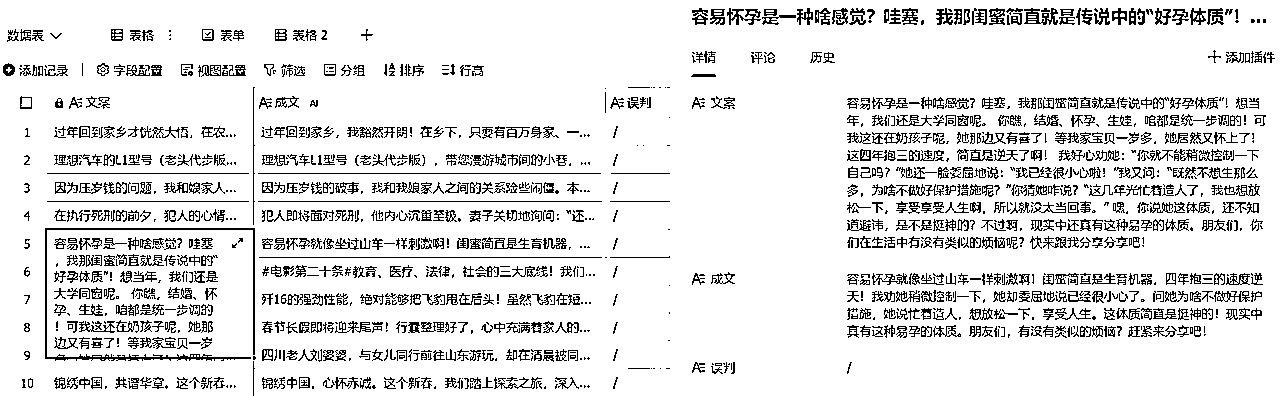 数据表
表格
表单
表格 2
添加记录
字段配置
视图配置
筛选
分组
排序
行高
文案
成文 AI
误判
1 过年回到家乡才恍然大悟，在农... 过年回到家乡，我豁然开朗！在乡下，只要有百万身家、一... /
2 理想汽车的L1型号（老头代步版... 理想汽车L1型号（老头代步版），带您漫游城市间的小巷，... /
3 因为压岁钱的问题，我和娘家人... 因为压岁钱的破事，我和我娘家人之间的关系险些闹僵。本... /
4 在执行死刑的前夕，犯人的心情... 犯人即将面对死刑，他内心沉重至极。妻子关切地询问：“还... /
5 容易怀孕就像坐过山车一样刺激啊！闺蜜简直是生育机器，... /
容易怀孕是一种啥感觉？哇塞
，我那闺蜜简直就是传说中的“
好孕体质”！想当年，我们还是
大学同窗呢。 你瞧，结婚、怀
孕、生娃，咱都是统一步调的
！可我这还在奶孩子呢，她那
边又有喜了！等我家宝贝一岁
6 #电影第二十条#教育、医疗、法律，社会的三大底线！我们... /
7 歼16的强劲性能，绝对能够把飞豹甩在后头！虽然飞豹在短... /
8 春节长假即将迎来尾声！行囊整理好了，心中充满着家人的... /
9 四川老人刘婆婆，与女儿同行前往山东游玩，却在清晨被同... /
10 锦绣中国，共谱华章。这个新春... 锦绣中国，心怀赤诚。这个新春，我们踏上探索之旅，深入... /
容易怀孕是一种啥感觉？哇塞，我那闺蜜简直就是传说中的“好孕体质”！...
详情
评论
历史
添加插件
文案
容易怀孕是一种啥感觉？哇塞，我那闺蜜简直就是传说中的“好孕体质”！想当
年，我们还是大学同窗呢。 你瞧，结婚、怀孕、生娃，咱都是统一步调的！可
我这还在奶孩子呢，她那边又有喜了！等我家宝贝一岁多，她居然又怀上了！
这四年抱三的速度，简直是逆天了啊！ 我好心劝她：“你就不能稍微控制一下
自己吗？”她还一脸委屈地说：“我已经很小心啦！”我又问：“既然不想生那么
多，为啥不做好保护措施呢？”你猜她咋说？“这几年光忙着造人了，我也想放
松一下，享受享受人生啊，所以就没太当回事。” 嘿，你说她这体质，还不知
道避讳，是不是挺神的？不过啊，现实中还真有这种易孕的体质。朋友们，你
们在生活中有没有类似的烦恼呢？快来跟我分享分享吧！
成文
容易怀孕就像坐过山车一样刺激啊！闺蜜简直是生育机器，四年抱三的速度逆
天！我劝她稍微控制一下，她却委屈地说已经很小心了。问她为啥不做好保护
措施，她说忙着造人，想放松一下，享受人生。这体质简直是挺神的！现实中
真有这种易孕的体质。朋友们，有没有类似的烦恼？赶紧来分享吧！
误判
/